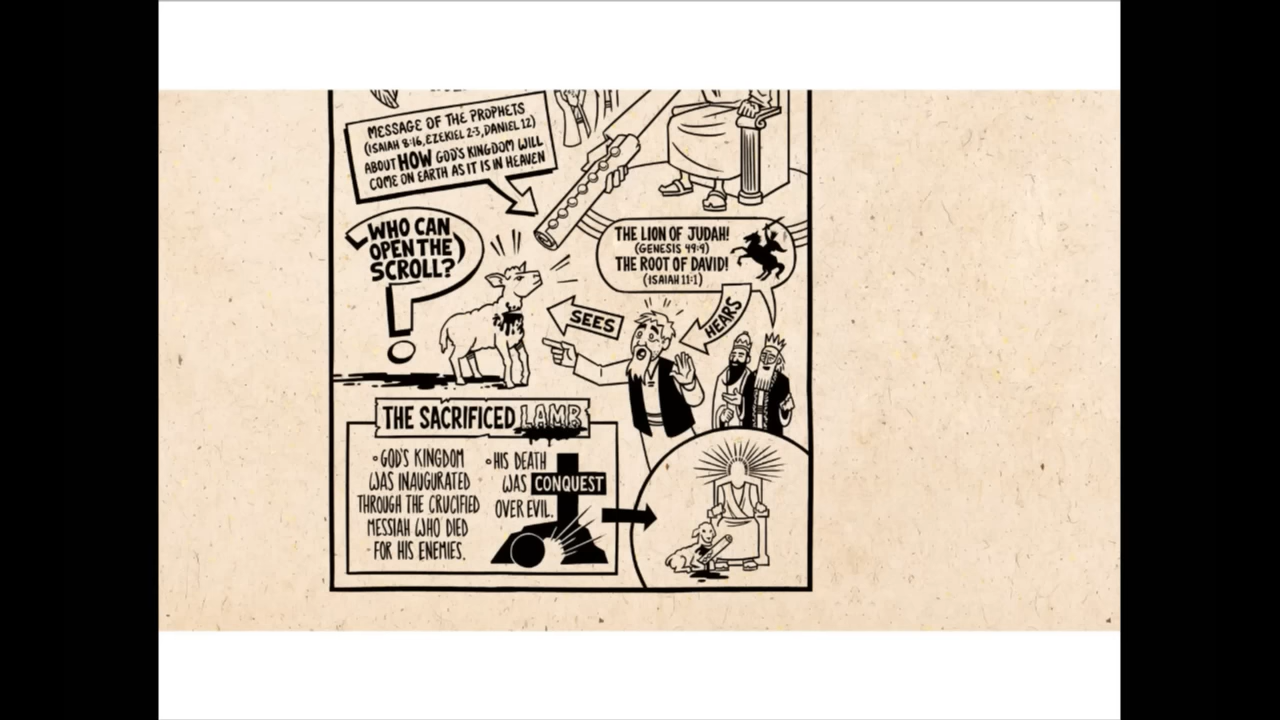 MESSAGE OF THE PROPHETS
(ISAIAH 8:16, EZEKIEL 2-3, DANIEL 12)
ABOUT HOW GOD'S KINGDOM WILL
COME ON EARTH AS IT IS IN HEAVEN
WHO CAN
OPEN THE
SCROLL?
THE LION OF JUDAH!
(GENESIS 49:9)
THE ROOT OF DAVID!
(ISAIAH 11:1)
SEES
HEARS
THE SACRIFICED LAMB
• GOD'S KINGDOM
WAS INAUGURATED
THROUGH THE CRUCIFIED
MESSIAH WHO DIED
FOR HIS ENEMIES.
• HIS DEATH
WAS CONQUEST
OVER EVIL.